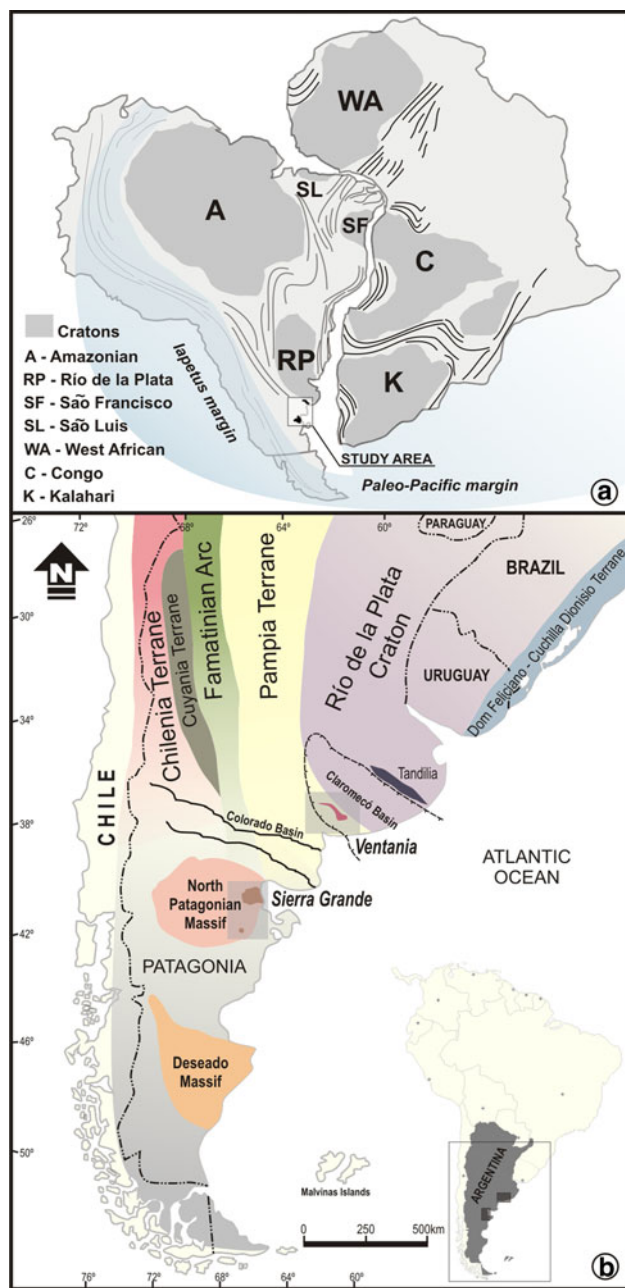 WA
SL
A
SF
C
Cratons
A - Amazonian
RP - Río de la Plata
SF - São Francisco
SL - São Luis
WA - West African
C - Congo
K - Kalahari
Iapetus margin
RP
K
STUDY AREA
Paleo-Pacific margin
a
26°
72°
68°
64°
60°
PARAGUAY
N
BRAZIL
30°
Chilenia Terrane
Cuyania Terrane
Famatinian Arc
Pampia Terrane
Río de la Plata
Craton
URUGUAY
Dom Feliciano - Cuchilla Dionisio Terrane
34°
CHILE
Tandilia
Claromecó Basin
38°
Colorado Basin
Ventania
ATLANTIC
OCEAN
North
Patagonian
Massif
Sierra Grande
42°
PATAGONIA
46°
Deseado
Massif
50°
Malvinas Islands
ARGENTINA
0 250 500km
76°
72°
68°
64°
60°
b